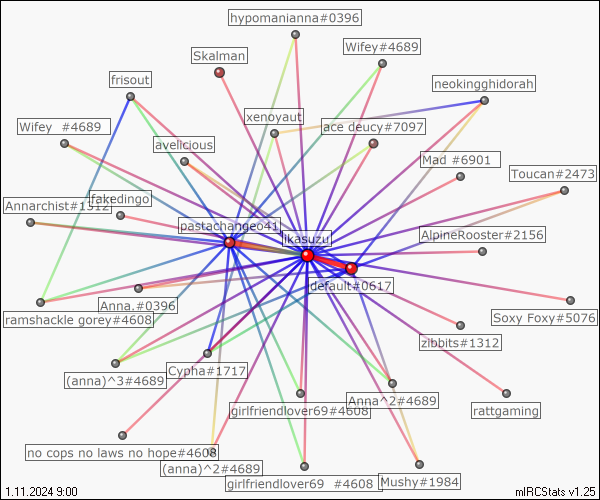 hypomanianna#0396
Wifey#4689
Skalman
frisout
neokingghidorah
xenoyaut
ace deucy#7097
Wifey #4689
avelicious
Mad #6901
Toucan#2473
fakedingo
Annarchist#1312
pastachangeo41
likasuzu
AlpineRooster#2156
default#0617
Anna.#0396
ramshackle gorey#4608
Soxy Foxy#5076
zibbits#1312
Cypha#1717
(anna)^3#4689
Anna^2#4689
girlfriendlover69#4608
rattgaming
no cops no laws no hope#4608
(anna)^2#4689
girlfriendlover69 #4608
Mushy#1984
1.11.2024 9:00
mIRCStats v1.25